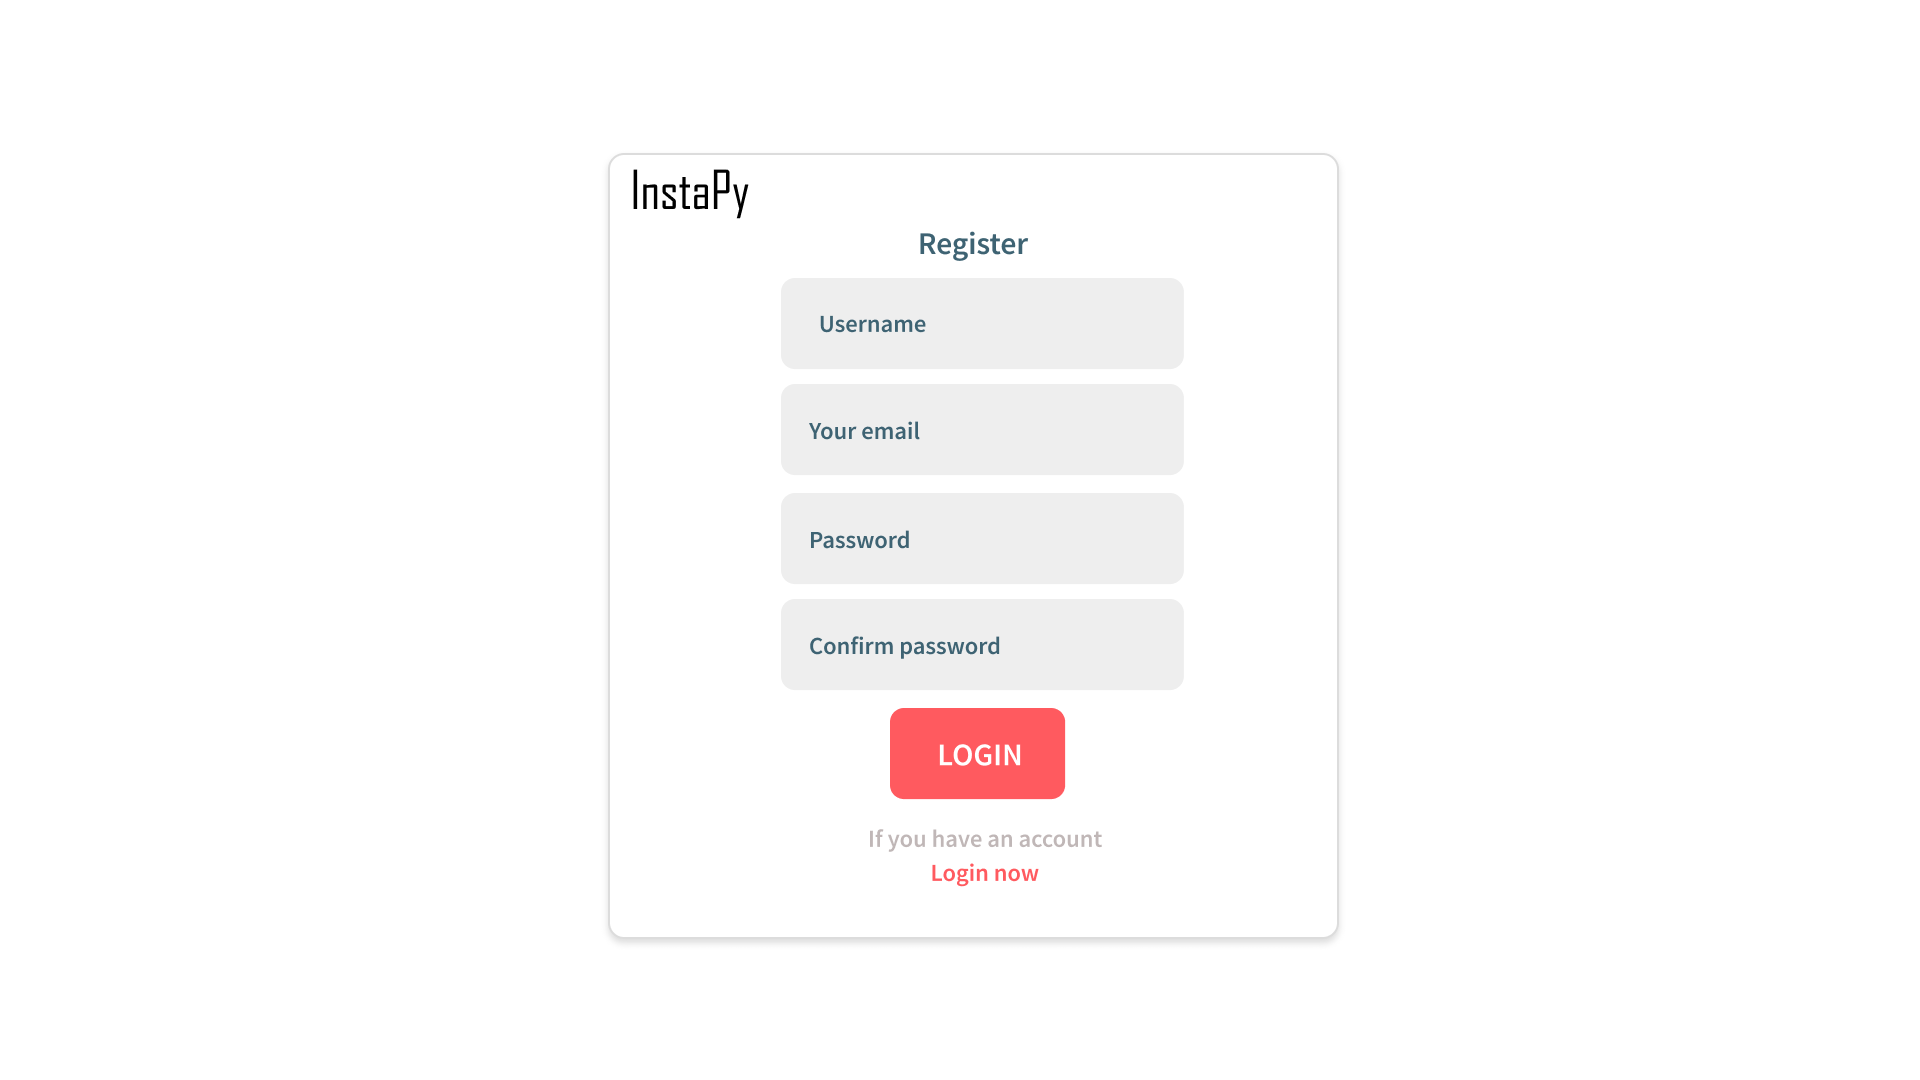 InstaPy
Register
Username
Your email
Password
Confirm password
LOGIN
If you have an account
Login now